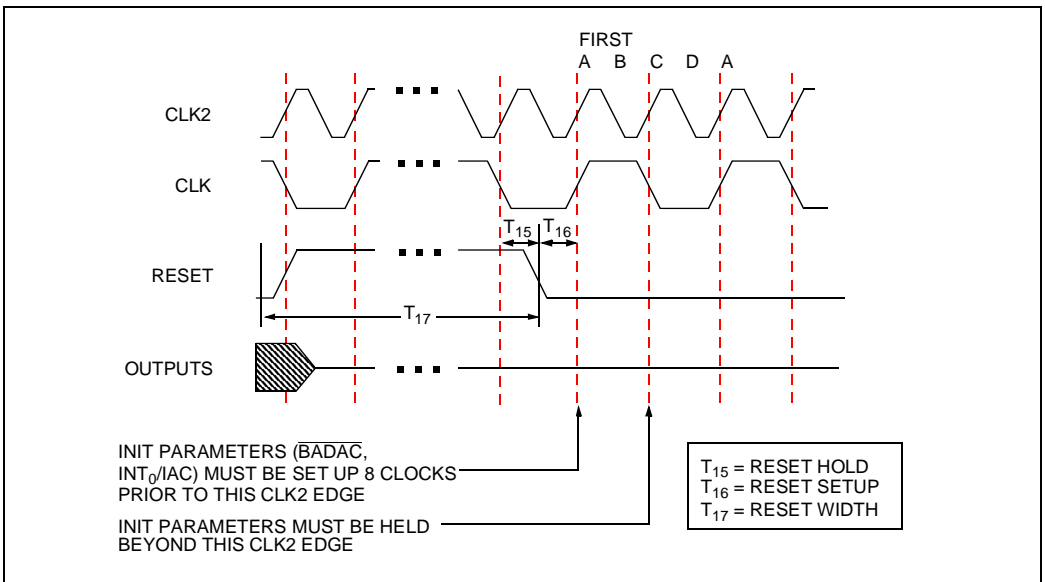 FIRST
A B C D A
CLK2
CLK
T15 T16
RESET
T17
OUTPUTS
INIT PARAMETERS (BADAC,
INT0/IAC) MUST BE SET UP 8 CLOCKS
PRIOR TO THIS CLK2 EDGE
INIT PARAMETERS MUST BE HELD
BEYOND THIS CLK2 EDGE
T15 = RESET HOLD
T16 = RESET SETUP
T17 = RESET WIDTH